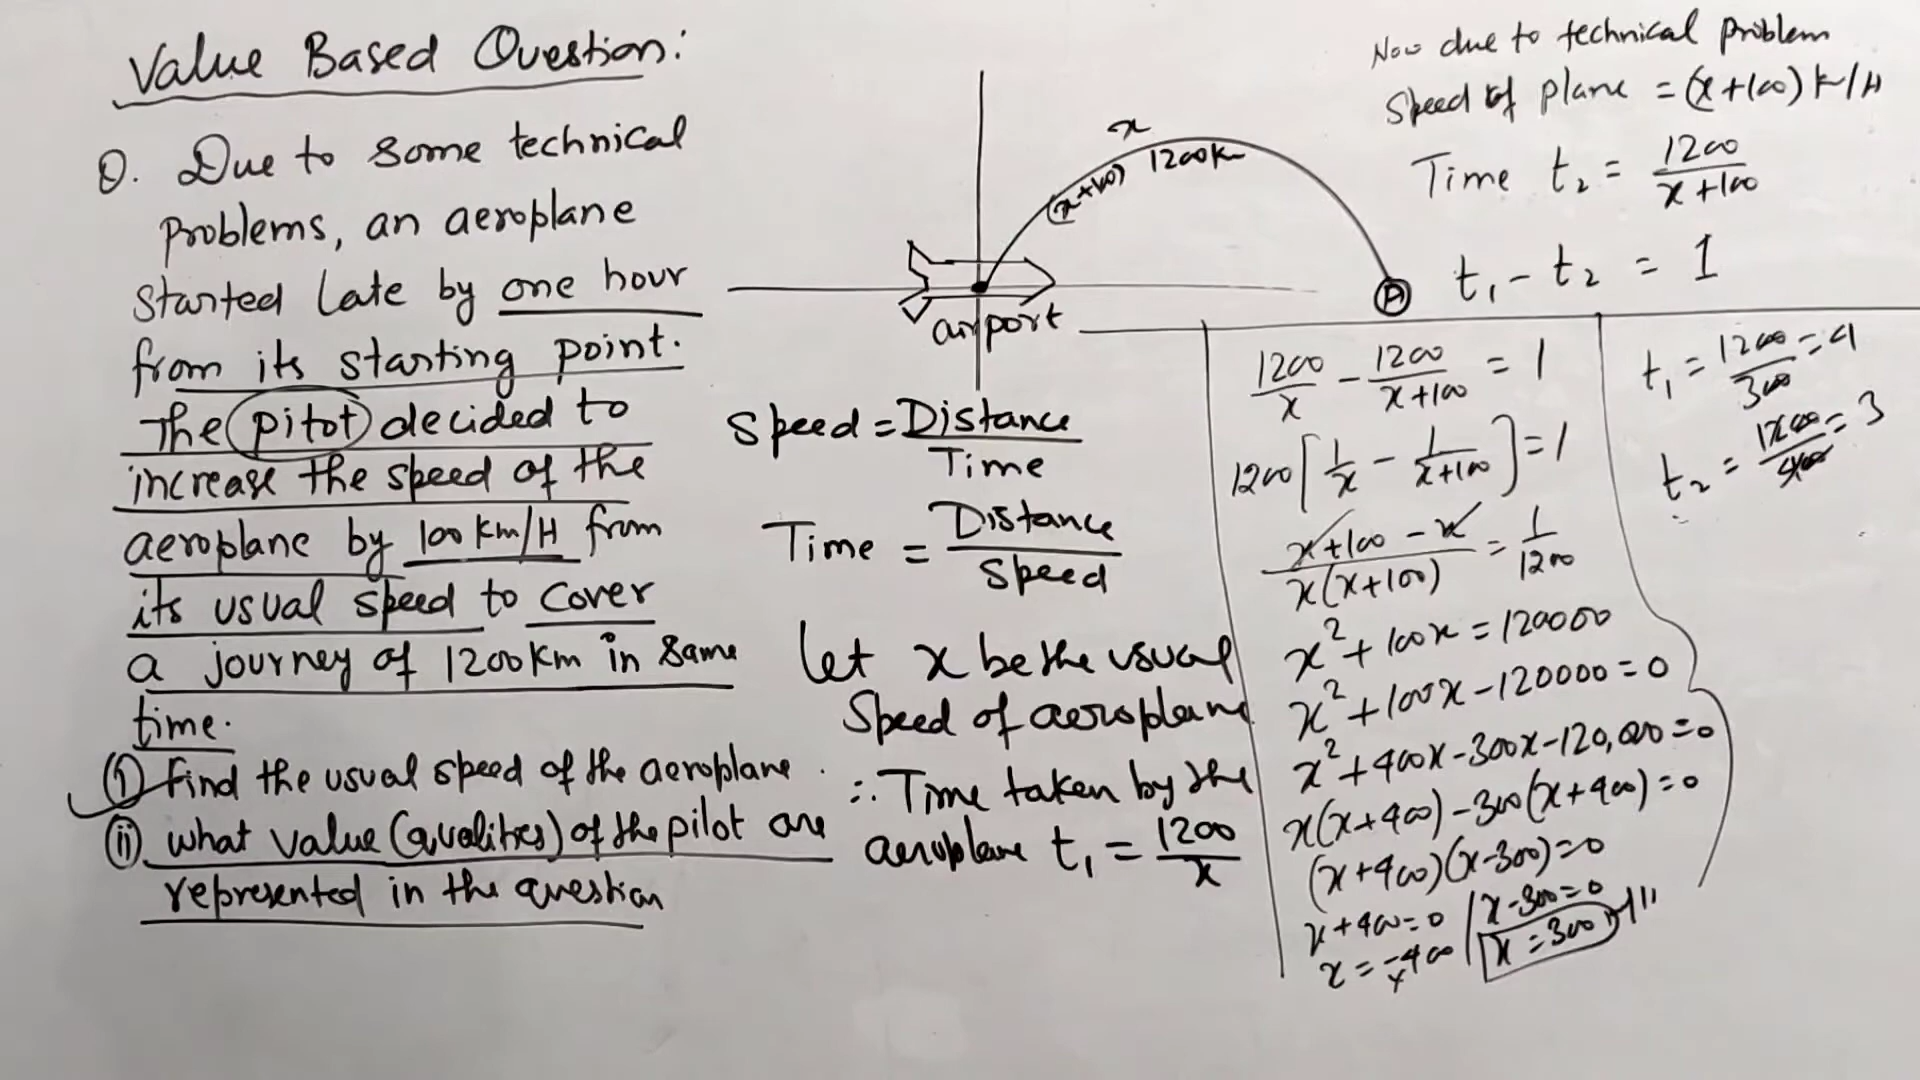 Value Based Question:
Q. Due to some technical
problems, an aeroplane
started late by one hour
from its starting point.
The pilot decided to
increase the speed of the
aeroplane by 100 km/H from
its usual speed to cover
a journey of 1200 km in same
time.
(i) find the usual speed of the aeroplane.
(ii) what value (qualities) of the pilot are
represented in the question
x
1200K
(x+100)
airport
P
Speed = Distance / Time
Time = Distance / Speed
Let x be the usual
Speed of aeroplane
∴ Time taken by the
aeroplane t₁ = 1200/x
Now due to technical problem
Speed of plane = (x+100) K/H
Time t₂ = 1200/(x+100)
t₁ - t₂ = 1
1200/x - 1200/(x+100) = 1
1200[1/x - 1/(x+100)] = 1
(x+100-x)/(x(x+100)) = 1/1200
x²+100x = 120000
x²+100x-120000=0
x²+400x-300x-120,000=0
x(x+400)-300(x+400)=0
(x+400)(x-300)=0
x+400=0
x=-400
x-300=0
x=300
t₁ = 1200/300 = 4
t₂ = 1200/400 = 3